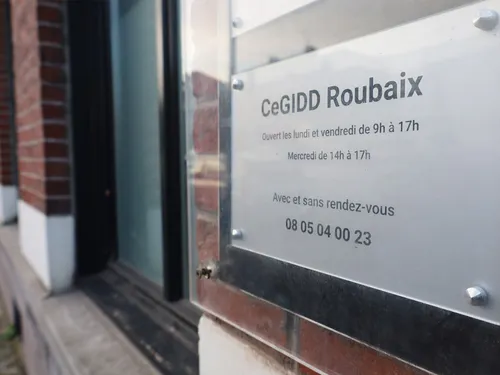 CeGIDD Roubaix
Ouvert les lundi et vendredi de 9h à 17h
Mercredi de 14h à 17h
Avec et sans rendez-vous
08 05 04 00 23